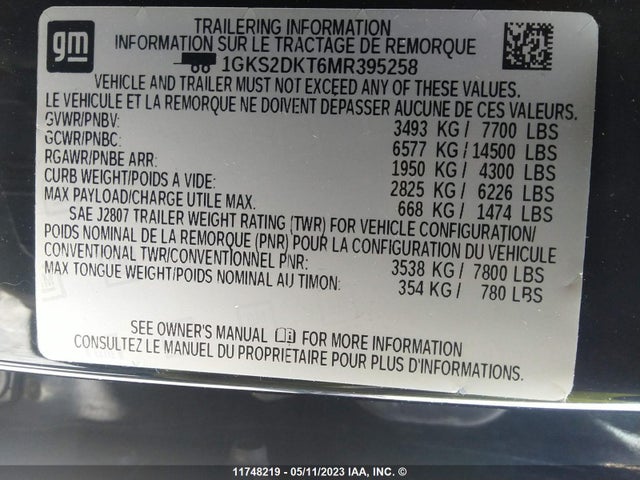 gm
TRAILERING INFORMATION
INFORMATION SUR LE TRACTAGE DE REMORQUE
1GKS2DKT6MR395258
VEHICLE AND TRAILER MUST NOT EXCEED ANY OF THESE VALUES.
LE VEHICULE ET LA REMORQUE NE DOIVENT DEPASSER AUCUNE DE CES VALEURS.
GVWR/PNBV: 3493 KG/ 7700 LBS
GCWR/PNBC: 6577 KG/14500 LBS
RGAWR/PNBE ARR: 1950 KG/ 4300 LBS
CURB WEIGHT/POIDS A VIDE: 2825 KG/ 6226 LBS
MAX PAYLOAD/CHARGE UTILE MAX. 668 KG/ 1474 LBS
SAE J2807 TRAILER WEIGHT RATING (TWR) FOR VEHICLE CONFIGURATION/
POIDS NOMINAL DE LA REMORQUE (PNR) POUR LA CONFIGURATION DU VEHICULE
CONVENTIONAL TWR/CONVENTIONNEL PNR: 3538 KG/ 7800 LBS
MAX TONGUE WEIGHT/POIDS NOMINAL AU TIMON: 354 KG/ 780 LBS
SEE OWNER'S MANUAL FOR MORE INFORMATION
CONSULTEZ LE MANUEL DU PROPRIETAIRE POUR PLUS D'INFORMATIONS.
11748219 - 05/11/2023 IAA, INC. ©